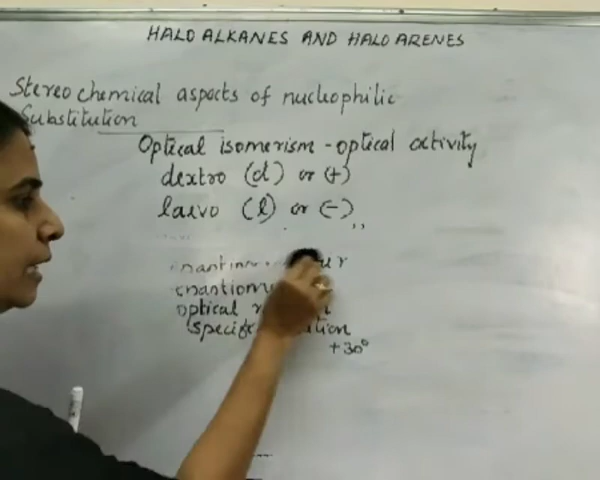 HALO ALKANES AND HALO ARENES
Stereo chemical aspects of nucleophilic
Substitution
Optical isomerism - optical activity
dextro (d) or (+)
laevo (l) or (-)
optical
+30°